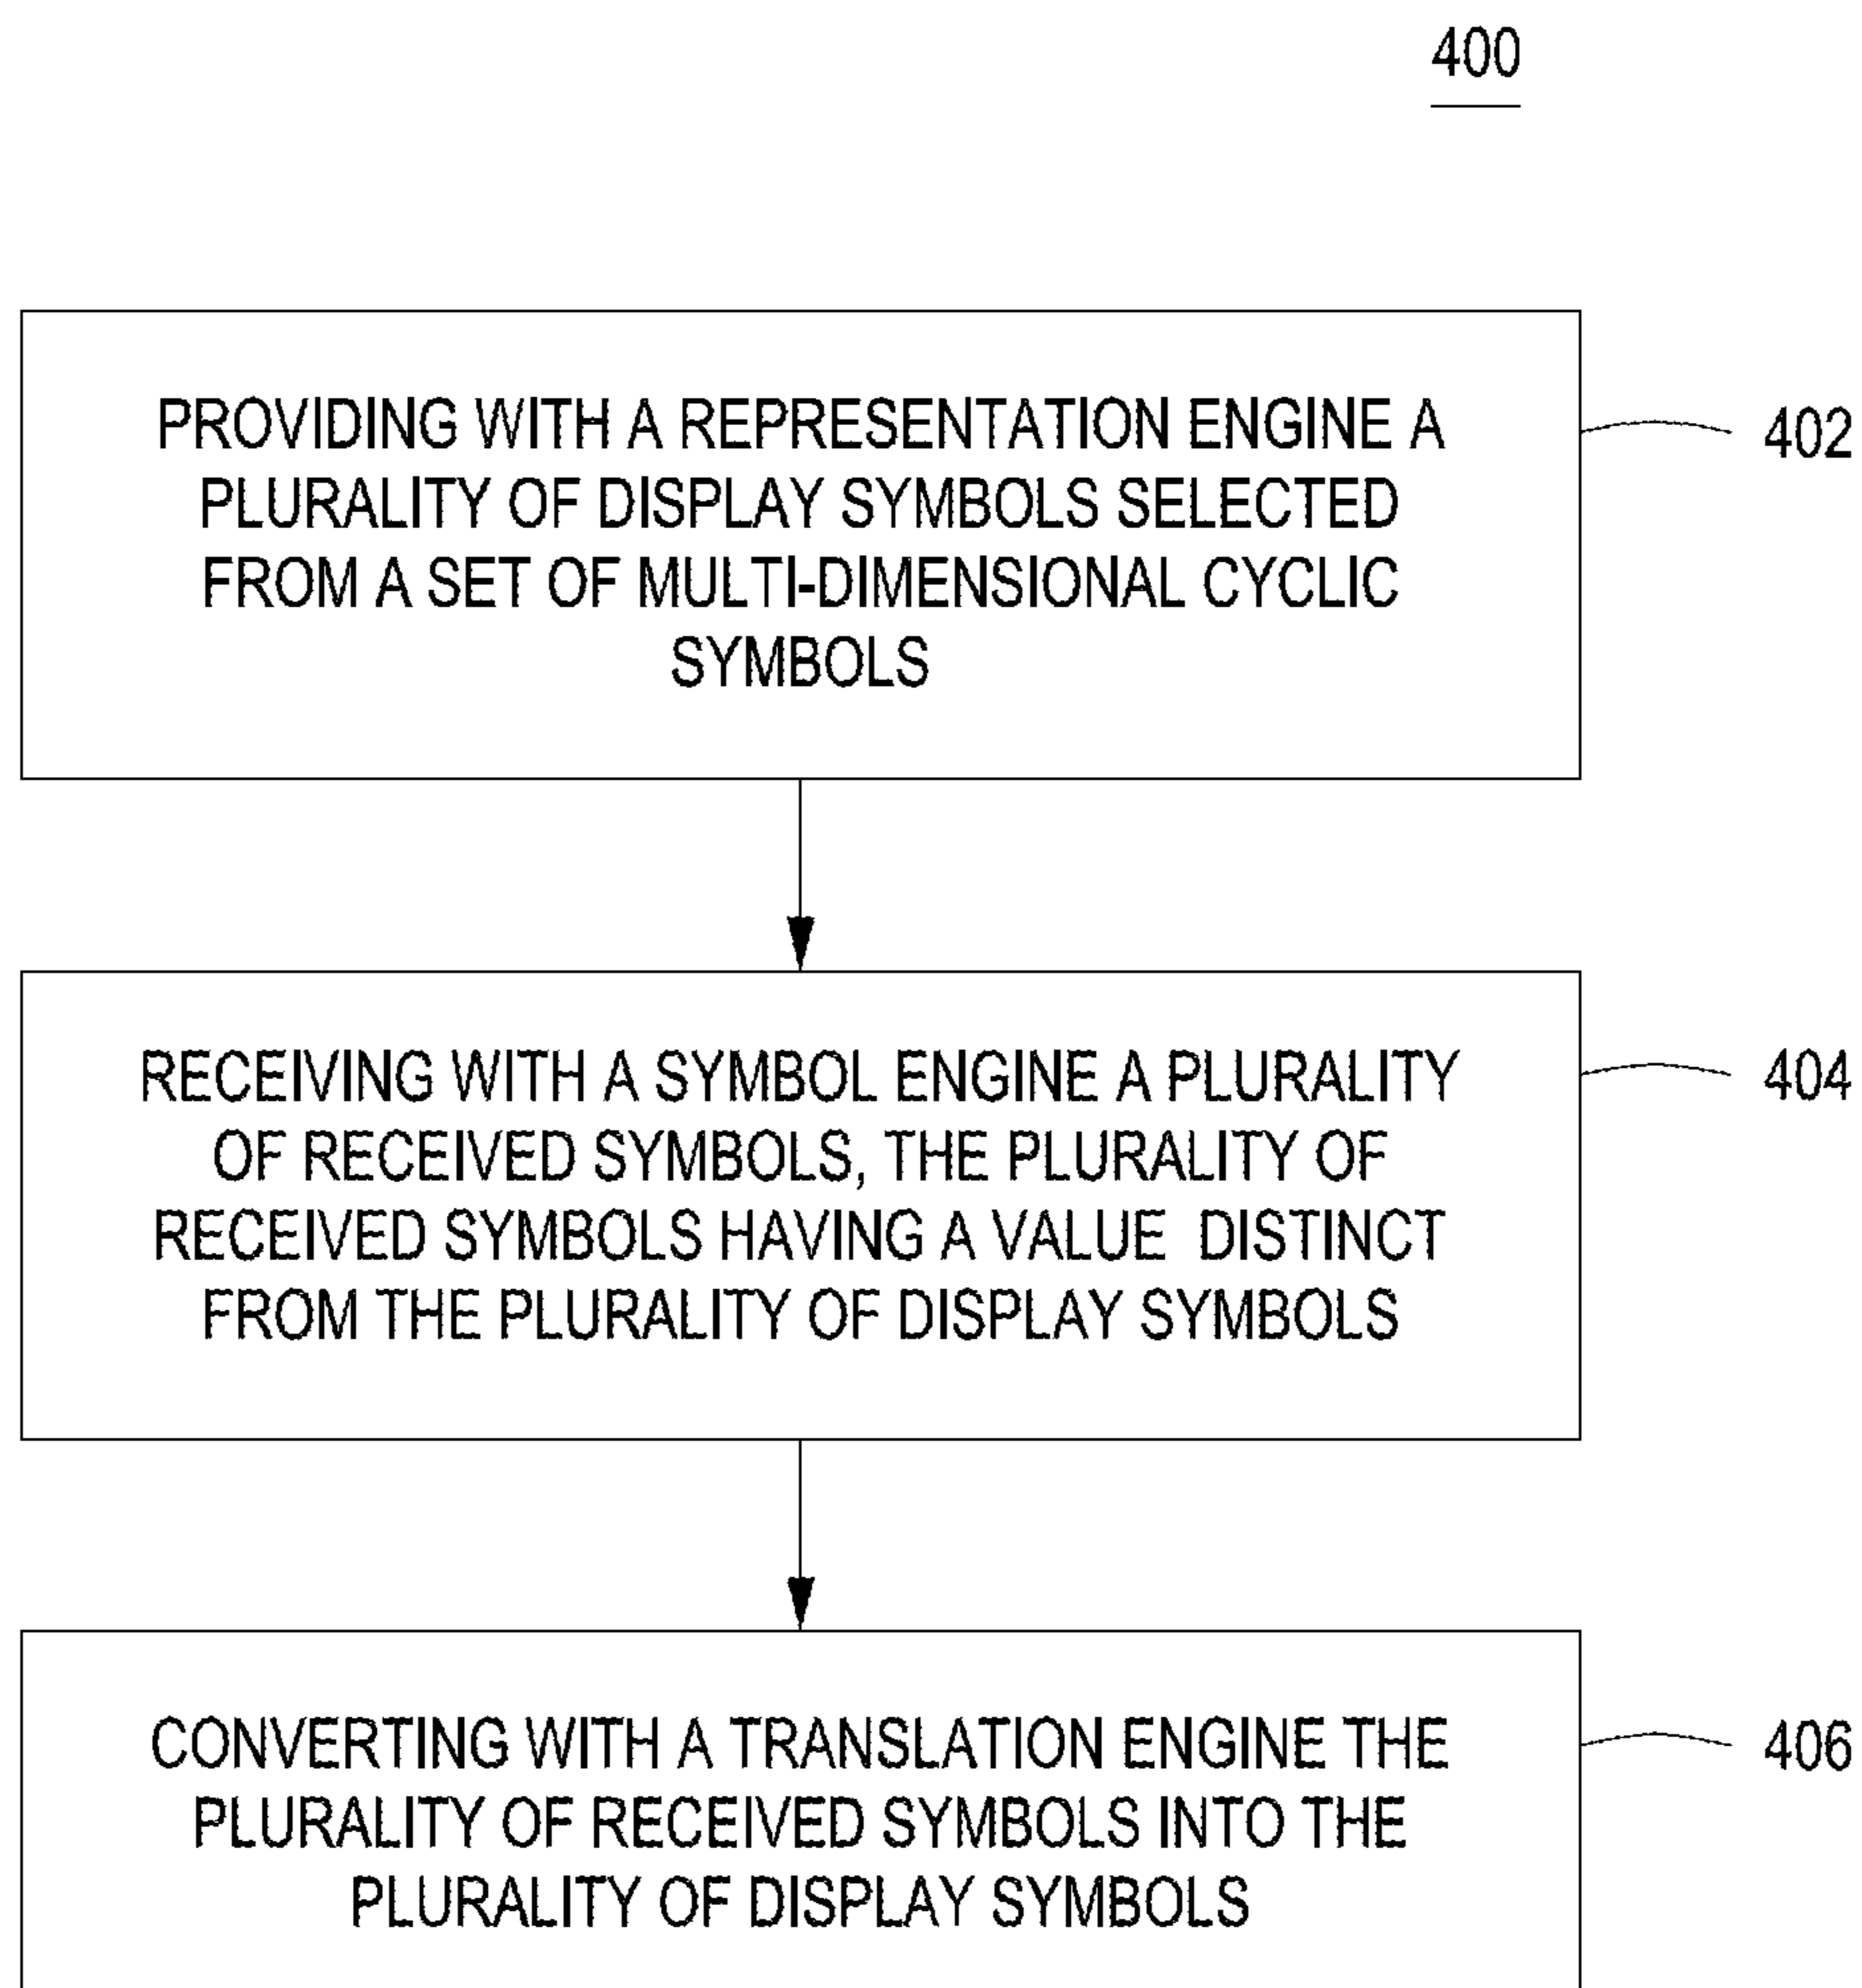 400
PROVIDING WITH A REPRESENTATION ENGINE A
PLURALITY OF DISPLAY SYMBOLS SELECTED
FROM A SET OF MULTI-DIMENSIONAL CYCLIC
SYMBOLS
402
RECEIVING WITH A SYMBOL ENGINE A PLURALITY
OF RECEIVED SYMBOLS, THE PLURALITY OF
RECEIVED SYMBOLS HAVING A VALUE DISTINCT
FROM THE PLURALITY OF DISPLAY SYMBOLS
404
CONVERTING WITH A TRANSLATION ENGINE THE
PLURALITY OF RECEIVED SYMBOLS INTO THE
PLURALITY OF DISPLAY SYMBOLS
406